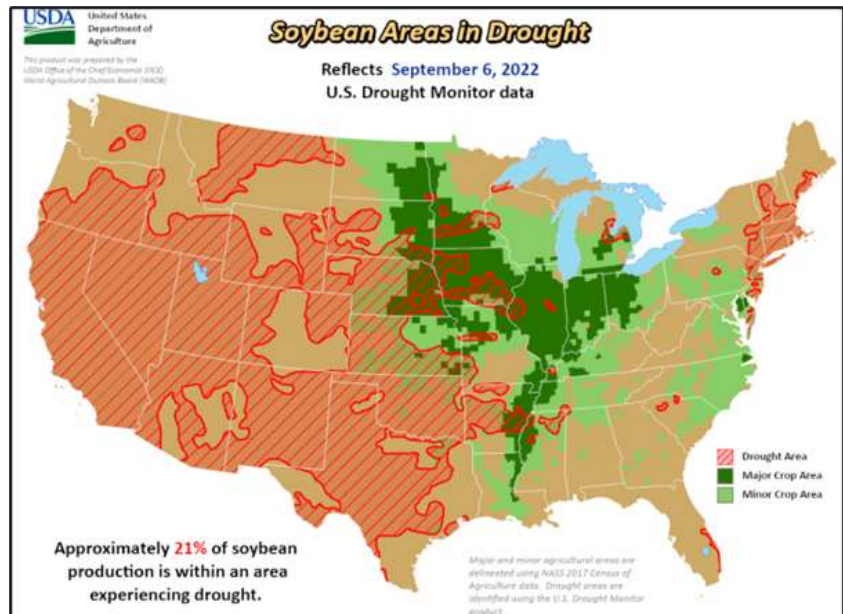 USDA
United States
Department of
Agriculture
This product was prepared by the
USDA Office of the Chief Economist (OCE)
World Agricultural Outlook Board (WAOB)
Soybean Areas in Drought
Reflects September 6, 2022
U.S. Drought Monitor data
Drought Area
Major Crop Area
Minor Crop Area
Approximately 21% of soybean
production is within an area
experiencing drought.
Major and minor agricultural areas are
delineated using NASS 2017 Census of
Agriculture data. Drought areas are
identified using the U.S. Drought Monitor
product.